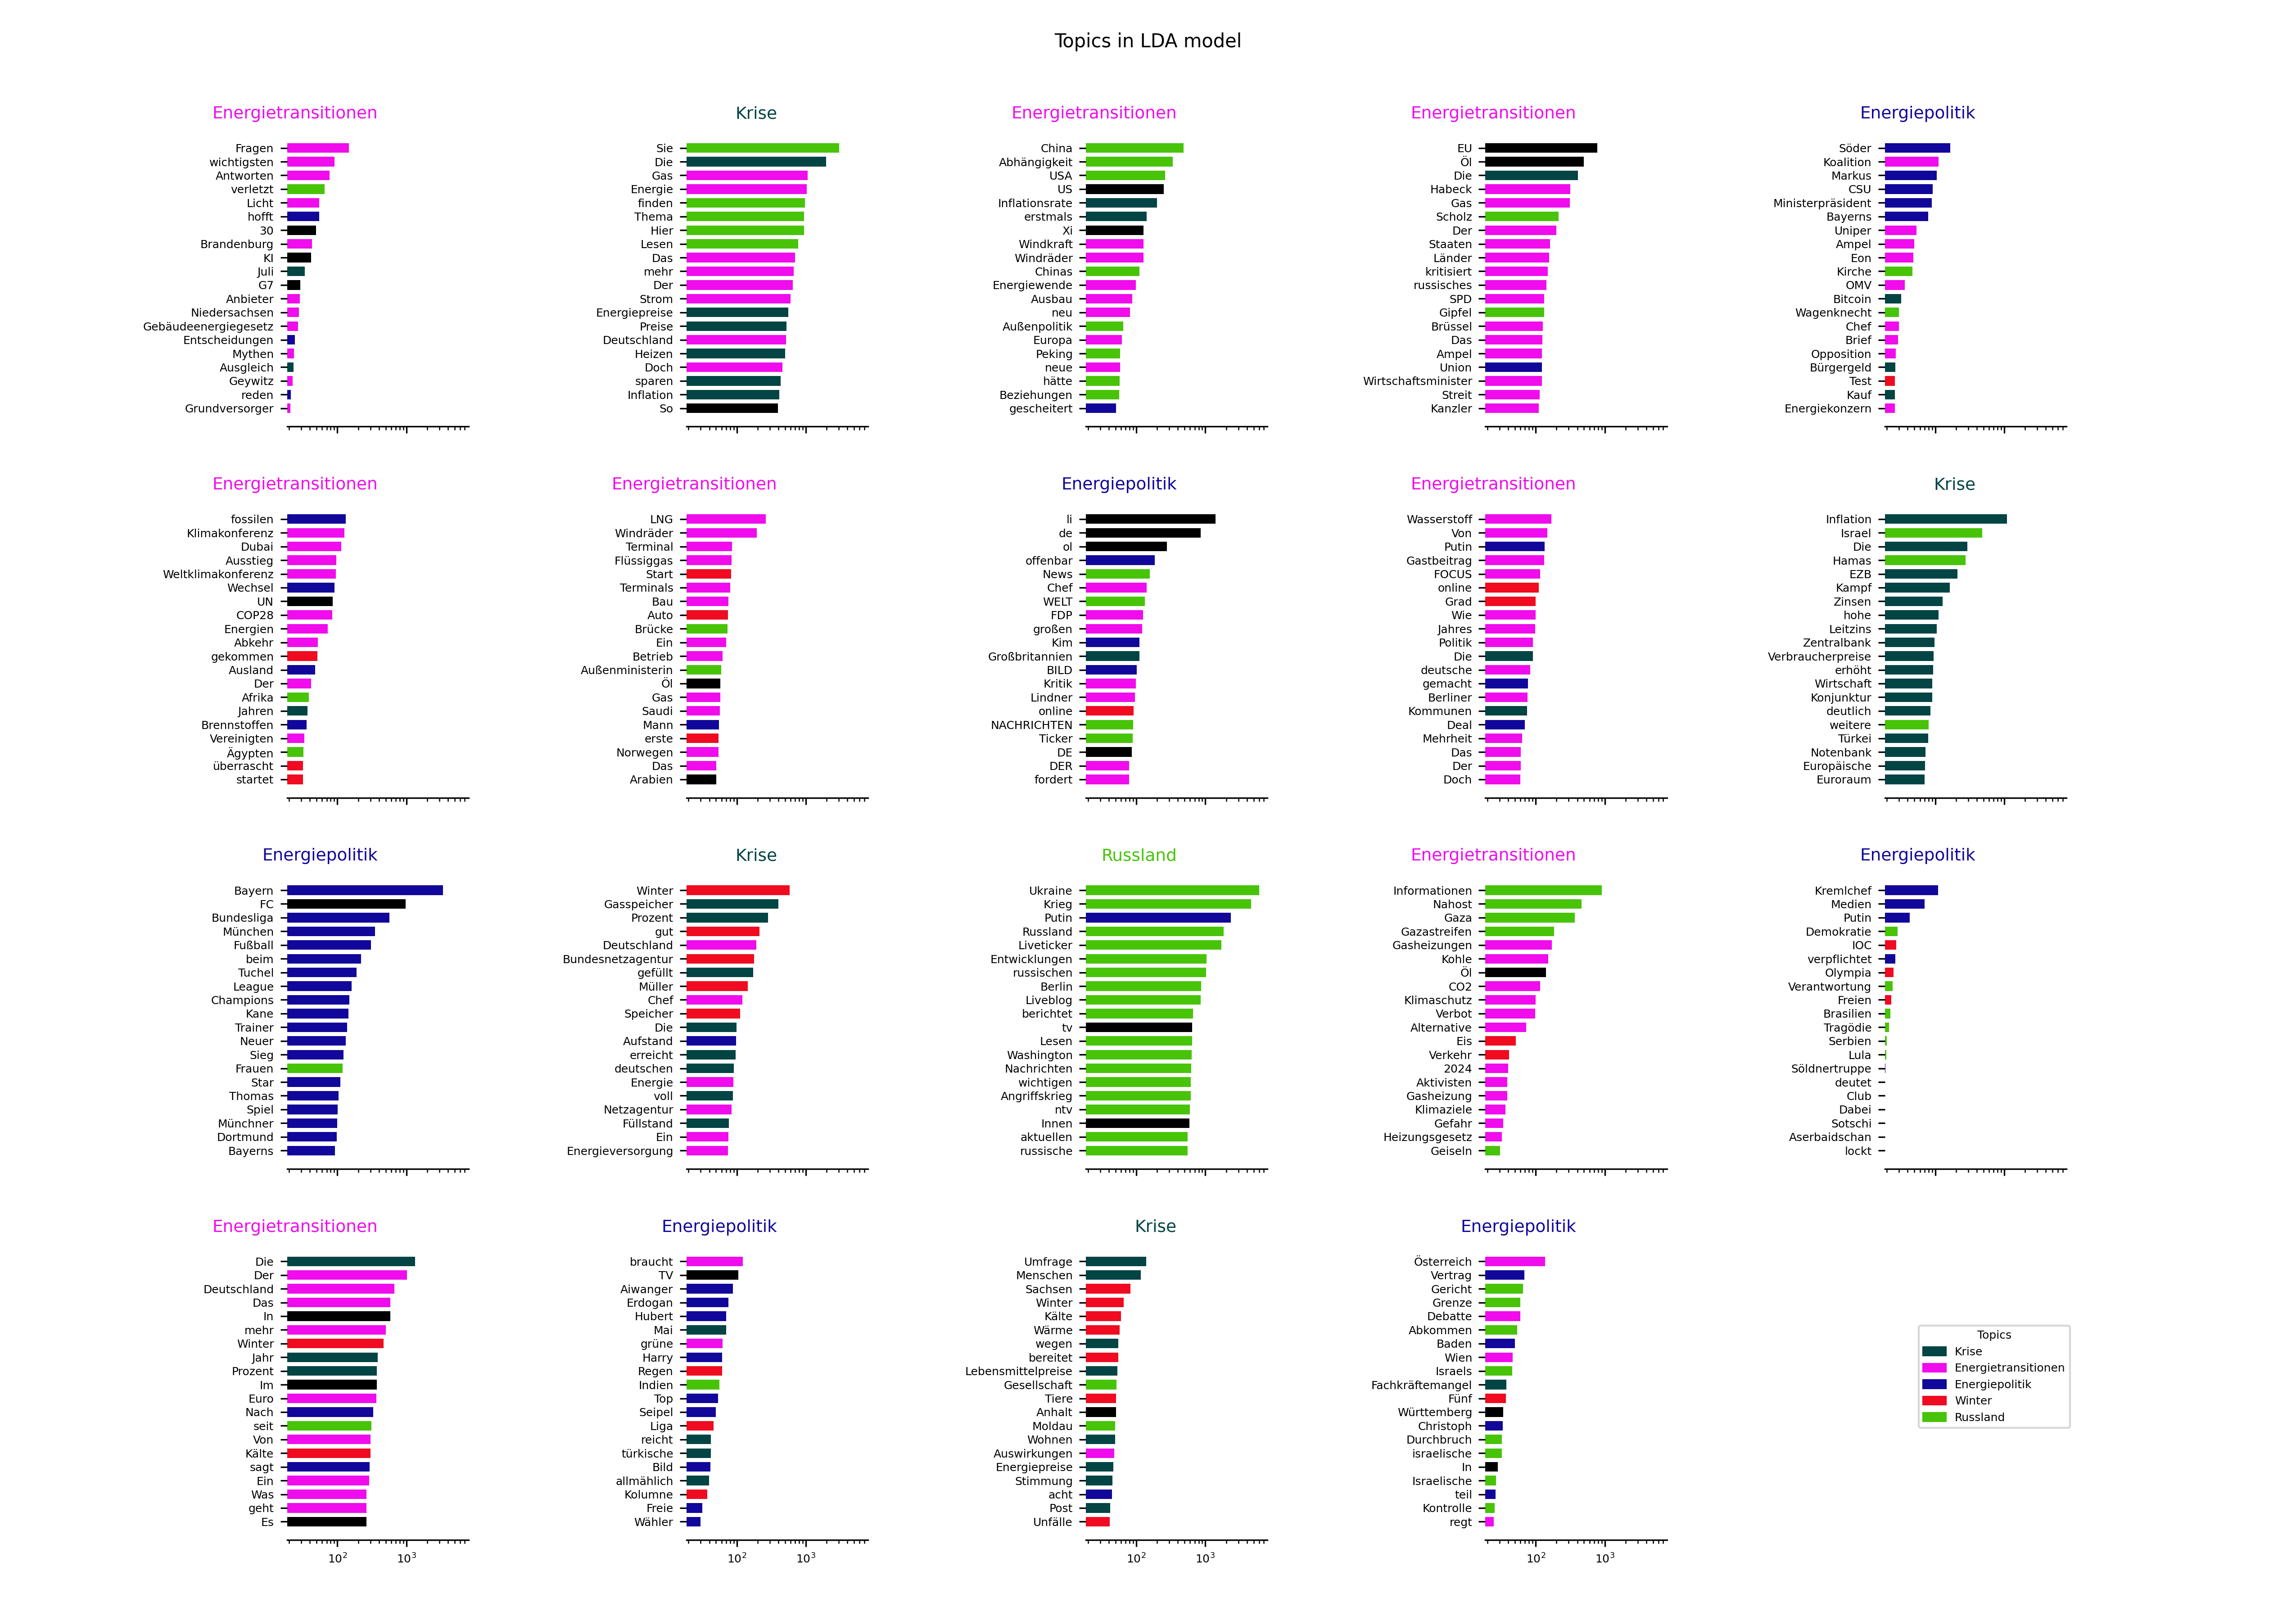 Topics in LDA model
Energietransitionen
Fragen
wichtigsten
Antworten
verletzt
Licht
hofft
30
Brandenburg
KI
Juli
G7
Anbieter
Niedersachsen
Gebäudeenergiegesetz
Entscheidungen
Mythen
Ausgleich
Geywitz
reden
Grundversorger
Krise
Sie
Die
Gas
Energie
finden
Thema
Hier
Lesen
Das
mehr
Der
Strom
Energiepreise
Preise
Deutschland
Heizen
Doch
sparen
Inflation
So
Energietransitionen
China
Abhängigkeit
USA
US
Inflationsrate
erstmals
Xi
Windkraft
Windräder
Chinas
Energiewende
Ausbau
neu
Außenpolitik
Europa
Peking
neue
hätte
Beziehungen
gescheitert
Energietransitionen
EU
Öl
Die
Habeck
Gas
Scholz
Der
Staaten
Länder
kritisiert
russisches
SPD
Gipfel
Brüssel
Das
Ampel
Union
Wirtschaftsminister
Streit
Kanzler
Energiepolitik
Söder
Koalition
Markus
CSU
Ministerpräsident
Bayerns
Uniper
Ampel
Eon
Kirche
OMV
Bitcoin
Wagenknecht
Chef
Brief
Opposition
Bürgergeld
Test
Kauf
Energiekonzern
Energietransitionen
fossilen
Klimakonferenz
Dubai
Ausstieg
Weltklimakonferenz
Wechsel
UN
COP28
Energien
Abkehr
gekommen
Ausland
Der
Afrika
Jahren
Brennstoffen
Vereinigten
Ägypten
überrascht
startet
Energietransitionen
LNG
Windräder
Terminal
Flüssiggas
Start
Terminals
Bau
Auto
Brücke
Ein
Betrieb
Außenministerin
Öl
Gas
Saudi
Mann
erste
Norwegen
Das
Arabien
Energiepolitik
li
de
ol
offenbar
News
Chef
WELT
FDP
großen
Kim
Großbritannien
BILD
Kritik
Lindner
online
NACHRICHTEN
Ticker
DE
DER
fordert
Energietransitionen
Wasserstoff
Von
Putin
Gastbeitrag
FOCUS
online
Grad
Wie
Jahres
Politik
Die
deutsche
gemacht
Berliner
Kommunen
Deal
Mehrheit
Das
Der
Doch
Krise
Inflation
Israel
Die
Hamas
EZB
Kampf
Zinsen
hohe
Leitzins
Zentralbank
Verbraucherpreise
erhöht
Wirtschaft
Konjunktur
deutlich
weitere
Türkei
Notenbank
Europäische
Euroraum
Energiepolitik
Bayern
FC
Bundesliga
München
Fußball
beim
Tuchel
League
Champions
Kane
Trainer
Neuer
Sieg
Frauen
Star
Thomas
Spiel
Münchner
Dortmund
Bayerns
Krise
Winter
Gasspeicher
Prozent
gut
Deutschland
Bundesnetzagentur
gefüllt
Müller
Chef
Speicher
Die
Aufstand
erreicht
deutschen
Energie
voll
Netzagentur
Füllstand
Ein
Energieversorgung
Russland
Ukraine
Krieg
Putin
Russland
Liveticker
Entwicklungen
russischen
Berlin
Liveblog
berichtet
tv
Lesen
Washington
Nachrichten
wichtigen
Angriffskrieg
ntv
Innen
aktuellen
russische
Energietransitionen
Informationen
Nahost
Gaza
Gazastreifen
Gasheizungen
Kohle
Öl
CO2
Klimaschutz
Verbot
Alternative
Eis
Verkehr
2024
Aktivisten
Gasheizung
Klimaziele
Gefahr
Heizungsgesetz
Geiseln
Energiepolitik
Kremlchef
Medien
Putin
Demokratie
IOC
verpflichtet
Olympia
Verantwortung
Freien
Brasilien
Tragödie
Serbien
Lula
Söldnertruppe
deutet
Club
Dabei
Sotschi
Aserbaidschan
lockt
Energietransitionen
Die
Der
Deutschland
Das
In
mehr
Winter
Jahr
Prozent
Im
Euro
Nach
seit
Von
Kälte
sagt
Ein
Was
geht
Es
10² 10³
Energiepolitik
braucht
TV
Aiwanger
Erdogan
Hubert
Mai
grüne
Harry
Regen
Indien
Top
Seipel
Liga
reicht
türkische
Bild
allmählich
Kolumne
Freie
Wähler
10² 10³
Krise
Umfrage
Menschen
Sachsen
Winter
Kälte
Wärme
wegen
bereitet
Lebensmittelpreise
Gesellschaft
Tiere
Anhalt
Moldau
Wohnen
Auswirkungen
Energiepreise
Stimmung
acht
Post
Unfälle
10² 10³
Energiepolitik
Österreich
Vertrag
Gericht
Grenze
Debatte
Abkommen
Baden
Wien
Israels
Fachkräftemangel
Fünf
Württemberg
Christoph
Durchbruch
israelische
In
Israelische
teil
Kontrolle
regt
10² 10³
Topics
Krise
Energietransitionen
Energiepolitik
Winter
Russland